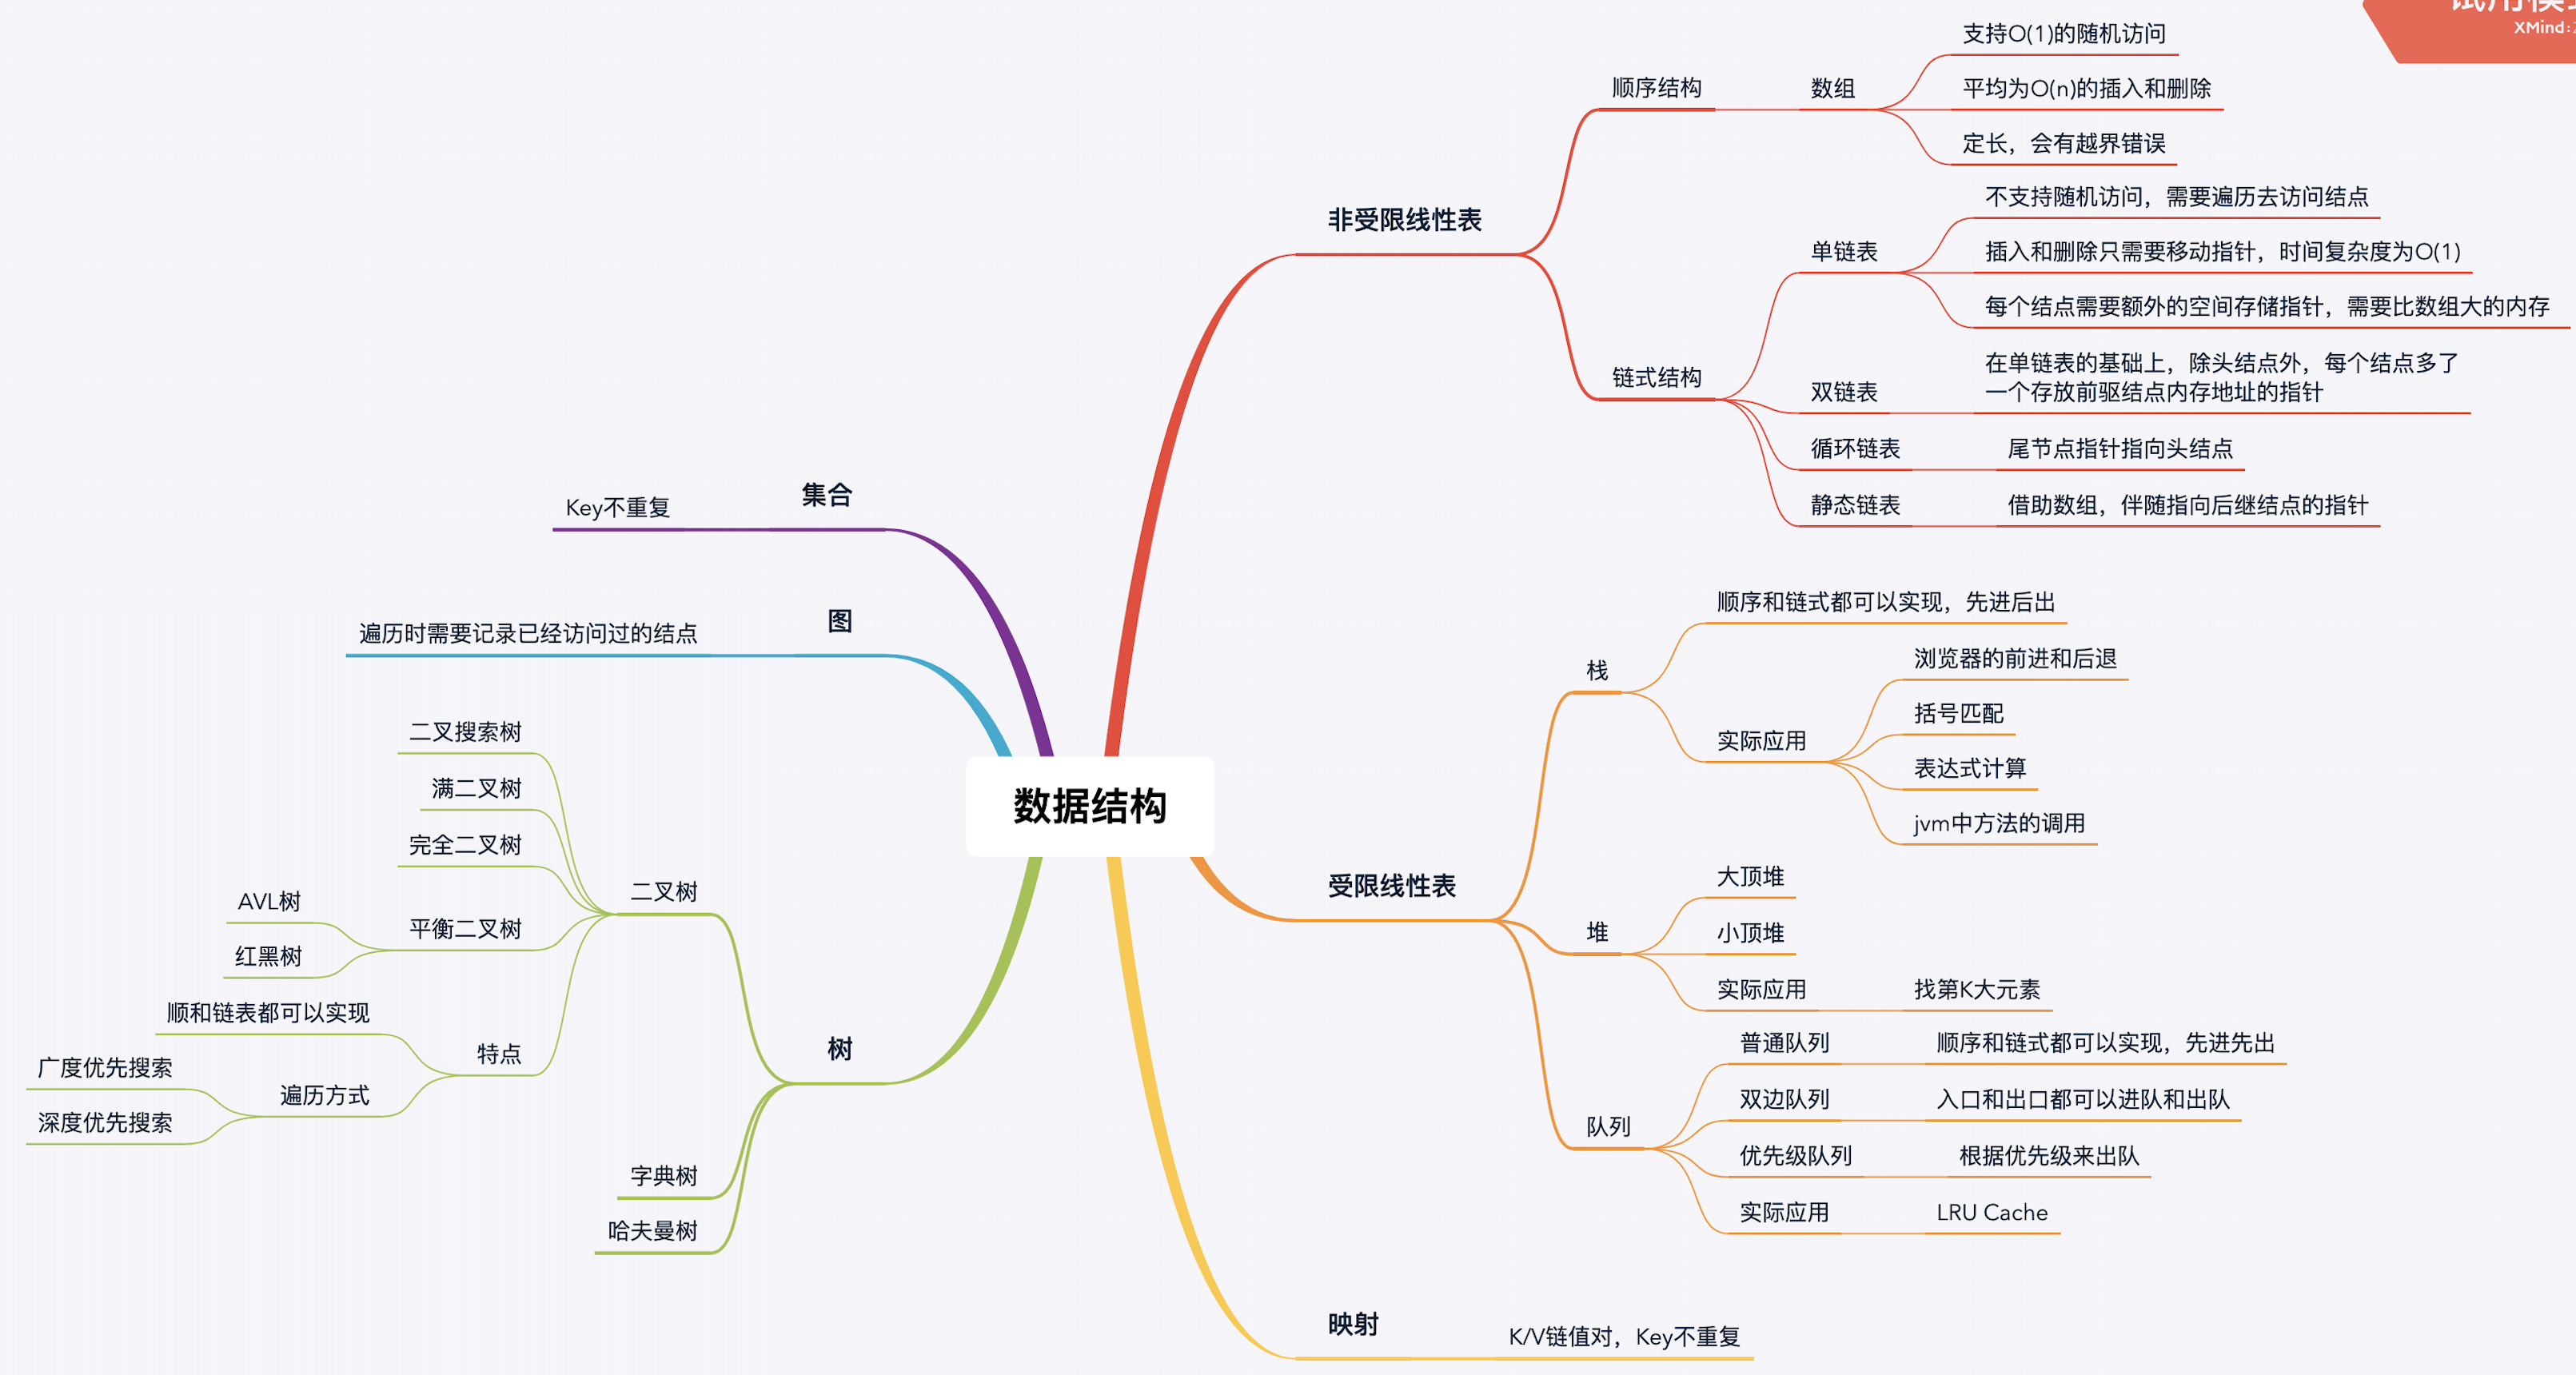 数据结构
非受限线性表
顺序结构
数组
支持O(1)的随机访问
平均为O(n)的插入和删除
定长，会有越界错误
链式结构
单链表
不支持随机访问，需要遍历去访问结点
插入和删除只需要移动指针，时间复杂度为O(1)
每个结点需要额外的空间存储指针，需要比数组大的内存
双链表
在单链表的基础上，除头结点外，每个结点多了
一个存放前驱结点内存地址的指针
循环链表
尾节点指针指向头结点
静态链表
借助数组，伴随指向后继结点的指针
受限线性表
栈
顺序和链式都可以实现，先进后出
实际应用
浏览器的前进和后退
括号匹配
表达式计算
jvm中方法的调用
堆
大顶堆
小顶堆
实际应用
找第K大元素
队列
普通队列
顺序和链式都可以实现，先进先出
双边队列
入口和出口都可以进队和出队
优先级队列
根据优先级来出队
实际应用
LRU Cache
映射
K/V链值对，Key不重复
集合
Key不重复
图
遍历时需要记录已经访问过的结点
树
二叉树
二叉搜索树
满二叉树
完全二叉树
平衡二叉树
AVL树
红黑树
特点
顺和链表都可以实现
遍历方式
广度优先搜索
深度优先搜索
字典树
哈夫曼树
XMind: